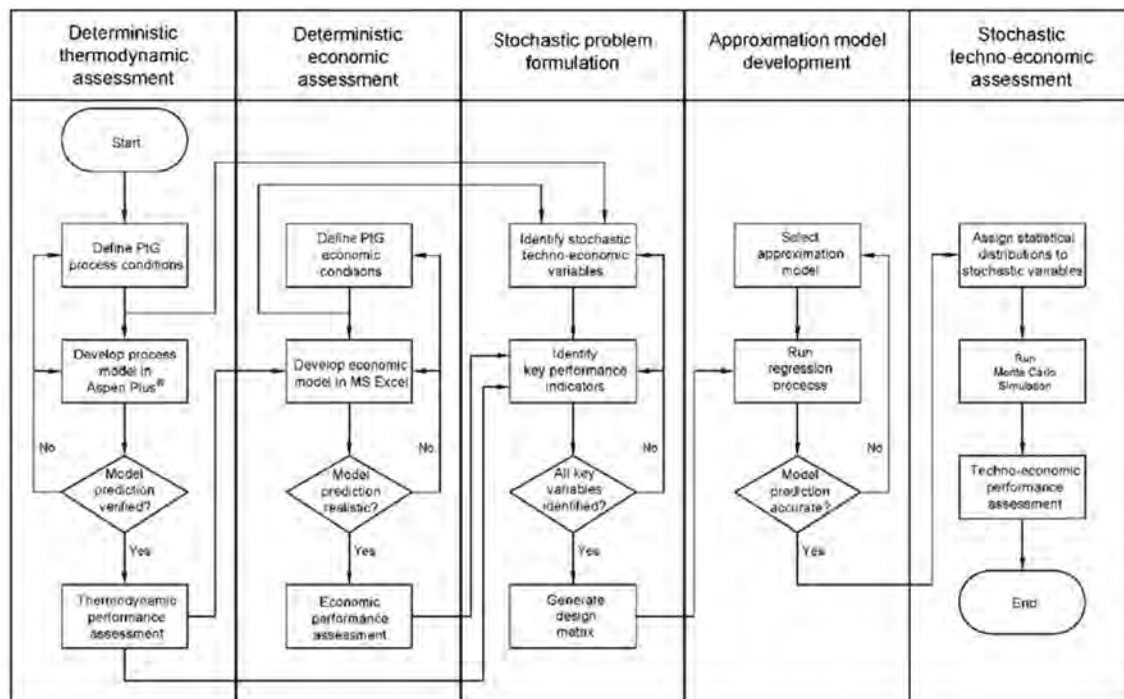 Deterministic
thermodynamic
assessment
Deterministic
economic
assessment
Stochastic problem
formulation
Approximation model
development
Stochastic
techno-economic
assessment
Start
Define PtG
process conditions
Develop process
model in
Aspen Plus®
No
Model
prediction
verified?
Yes
Thermodynamic
performance
assessment
Define PtG
economic
conditions
Develop economic
model in MS Excel
No
Model
prediction
realistic?
Yes
Economic
performance
assessment
Identify stochastic
techno-economic
variables
Identify
key performance
indicators
No
All key
variables
identified?
Yes
Generate
design
matrix
Select
approximation
model
Run
regression
process
No
Model
prediction
accurate?
Yes
Assign statistical
distributions to
stochastic variables
Run
Monte Carlo
Simulation
Techno-economic
performance
assessment
End